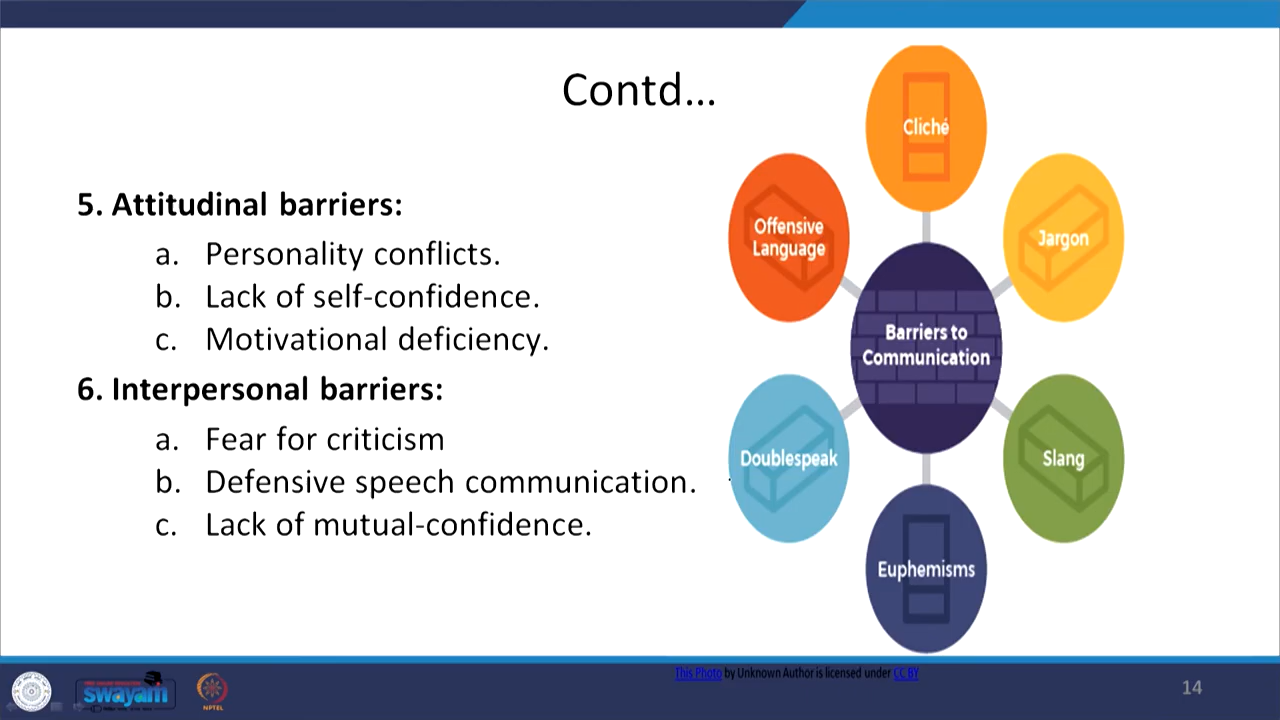 Contd...
5. Attitudinal barriers:
a. Personality conflicts.
b. Lack of self-confidence.
c. Motivational deficiency.
6. Interpersonal barriers:
a. Fear for criticism
b. Defensive speech communication.
c. Lack of mutual-confidence.
Cliché
Offensive
Language
Jargon
Barriers to
Communication
Doublespeak
Slang
Euphemisms
This Photo by Unknown Author is licensed under CC BY
swayam
NPTEL
14